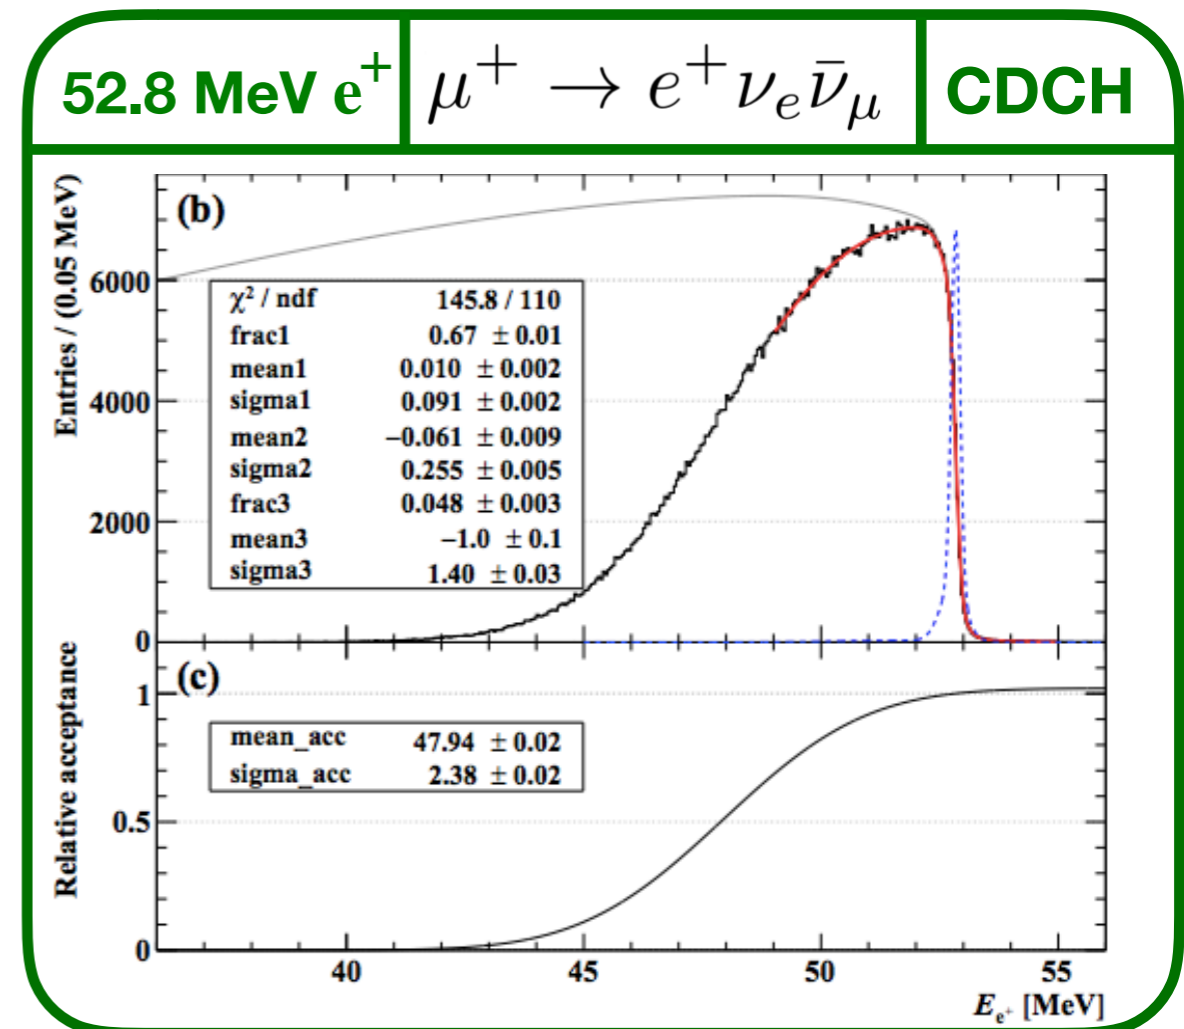 52.8 MeV e⁺ μ⁺ → e⁺ νₑ ν̄_μ CDCH
(b)
Entries / (0.05 MeV)
6000
4000
2000
0
χ² / ndf 145.8 / 110
frac1 0.67 ± 0.01
mean1 0.010 ± 0.002
sigma1 0.091 ± 0.002
mean2 −0.061 ± 0.009
sigma2 0.255 ± 0.005
frac3 0.048 ± 0.003
mean3 −1.0 ± 0.1
sigma3 1.40 ± 0.03
(c)
Relative acceptance
1
0.5
0
mean_acc 47.94 ± 0.02
sigma_acc 2.38 ± 0.02
40 45 50 55
E_e⁺ [MeV]